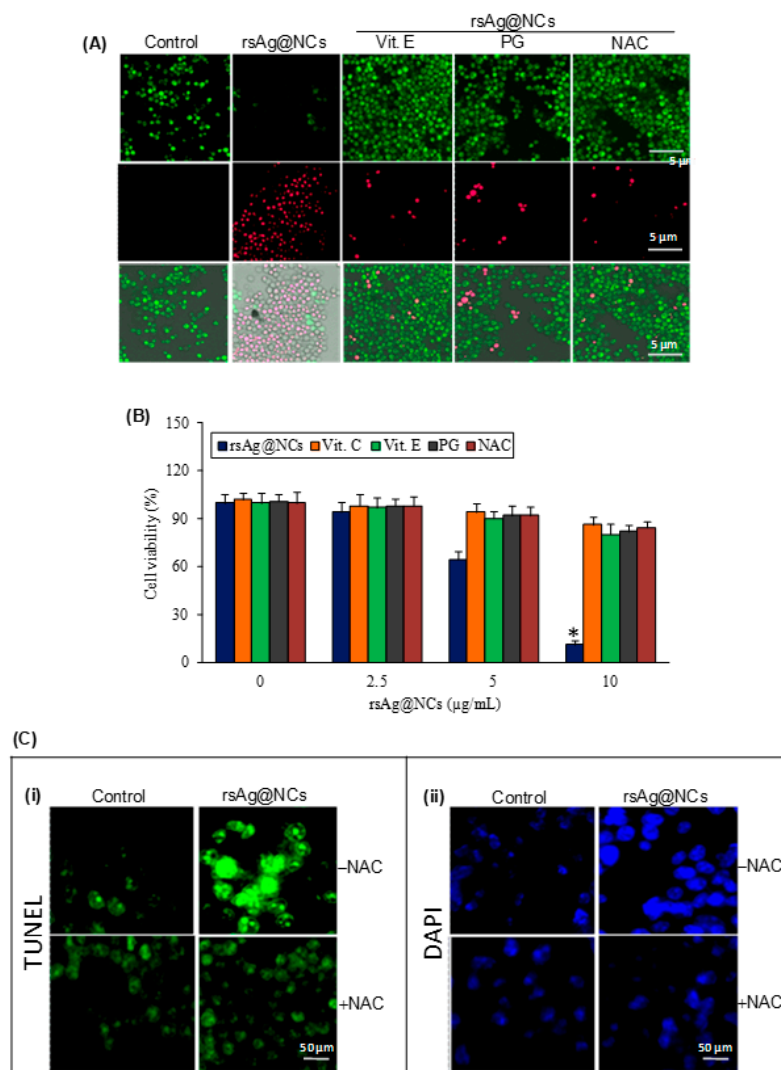 rsAg@NCs
(A)
Control rsAg@NCs Vit. E PG NAC
5 µm
5 µm
5 µm
(B)
150
120
90
60
30
0
Cell viability (%)
rsAg@NCs Vit. C Vit. E PG NAC
*
0 2.5 5 10
rsAg@NCs (µg/mL)
(C)
(i)
Control rsAg@NCs
TUNEL
–NAC
+NAC
50 µm
(ii)
Control rsAg@NCs
DAPI
–NAC
+NAC
50 µm